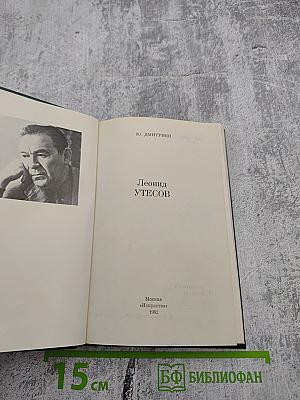 Ю. ДМИТРИЕВ
Леонид
УТЕСОВ
Москва
«Искусство»
1982
15 см
БФ БИБЛИОФАН